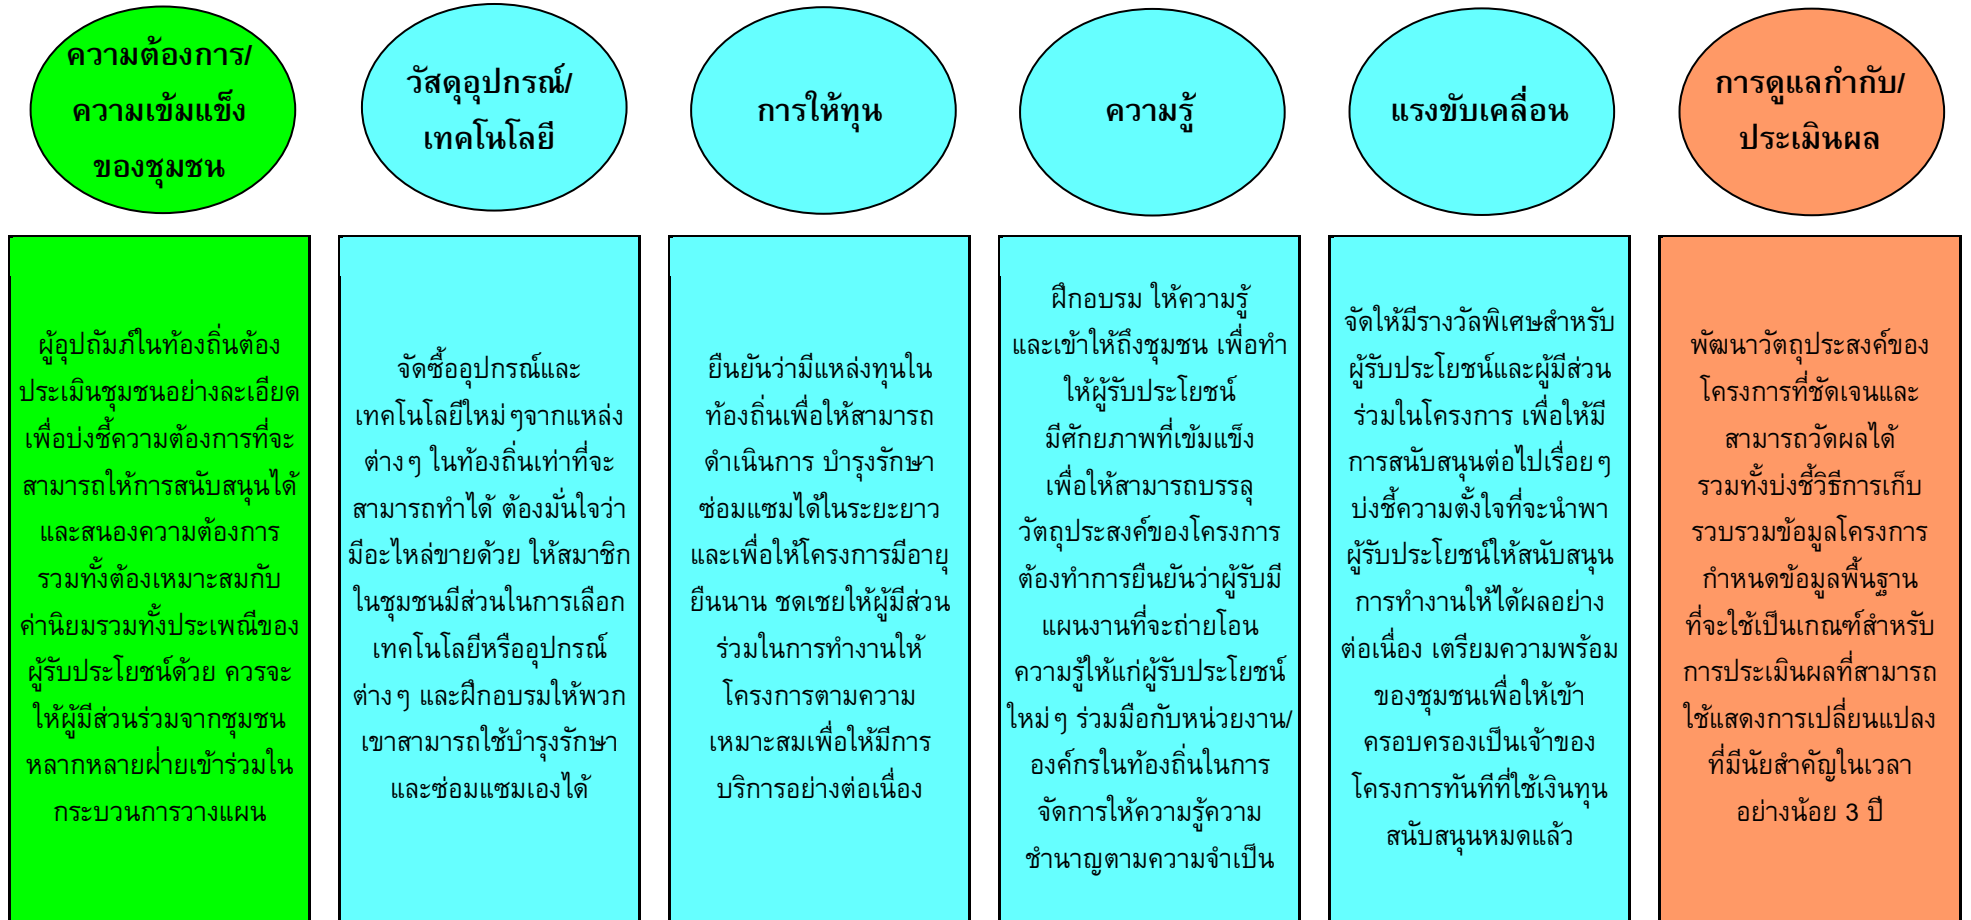 ความต้องการ/
ความเข้มแข็ง
ของชุมชน
วัสดุอุปกรณ์/
เทคโนโลยี
การให้ทุน
ความรู้
แรงขับเคลื่อน
การดูแลกำกับ/
ประเมินผล
ผู้อุปถัมภ์ในท้องถิ่นต้อง
ประเมินชุมชนอย่างละเอียด
เพื่อบ่งชี้ความต้องการที่จะ
สามารถให้การสนับสนุนได้
และสนองความต้องการ
รวมทั้งต้องเหมาะสมกับ
ค่านิยมรวมทั้งประเพณีของ
ผู้รับประโยชน์ด้วย ควรจะ
ให้ผู้มีส่วนร่วมจากชุมชน
หลากหลายฝ่ายเข้าร่วมใน
กระบวนการวางแผน
จัดซื้ออุปกรณ์และ
เทคโนโลยีใหม่ๆจากแหล่ง
ต่างๆ ในท้องถิ่นเท่าที่จะ
สามารถทำได้ ต้องมั่นใจว่า
มีอะไหล่ขายด้วย ให้สมาชิก
ในชุมชนมีส่วนในการเลือก
เทคโนโลยีหรืออุปกรณ์
ต่างๆ และฝึกอบรมให้พวก
เขาสามารถใช้บำรุงรักษา
และซ่อมแซมเองได้
ยืนยันว่ามีแหล่งทุนใน
ท้องถิ่นเพื่อให้สามารถ
ดำเนินการ บำรุงรักษา
ซ่อมแซมได้ในระยะยาว
และเพื่อให้โครงการมีอายุ
ยืนนาน ชดเชยให้ผู้มีส่วน
ร่วมในการทำงานให้
โครงการตามความ
เหมาะสมเพื่อให้มีการ
บริการอย่างต่อเนื่อง
ฝึกอบรม ให้ความรู้
และเข้าให้ถึงชุมชน เพื่อทำ
ให้ผู้รับประโยชน์
มีศักยภาพที่เข้มแข็ง
เพื่อให้สามารถบรรลุ
วัตถุประสงค์ของโครงการ
ต้องทำการยืนยันว่าผู้รับมี
แผนงานที่จะถ่ายโอน
ความรู้ให้แก่ผู้รับประโยชน์
ใหม่ๆ ร่วมมือกับหน่วยงาน/
องค์กรในท้องถิ่นในการ
จัดการให้ความรู้ความ
ชำนาญตามความจำเป็น
จัดให้มีรางวัลพิเศษสำหรับ
ผู้รับประโยชน์และผู้มีส่วน
ร่วมในโครงการ เพื่อให้มี
การสนับสนุนต่อไปเรื่อยๆ
บ่งชี้ความตั้งใจที่จะนำพา
ผู้รับประโยชน์ให้สนับสนุน
การทำงานให้ได้ผลอย่าง
ต่อเนื่อง เตรียมความพร้อม
ของชุมชนเพื่อให้เข้า
ครอบครองเป็นเจ้าของ
โครงการทันทีที่ใช้เงินทุน
สนับสนุนหมดแล้ว
พัฒนาวัตถุประสงค์ของ
โครงการที่ชัดเจนและ
สามารถวัดผลได้
รวมทั้งบ่งชี้วิธีการเก็บ
รวบรวมข้อมูลโครงการ
กำหนดข้อมูลพื้นฐาน
ที่จะใช้เป็นเกณฑ์สำหรับ
การประเมินผลที่สามารถ
ใช้แสดงการเปลี่ยนแปลง
ที่มีนัยสำคัญในเวลา
อย่างน้อย 3 ปี